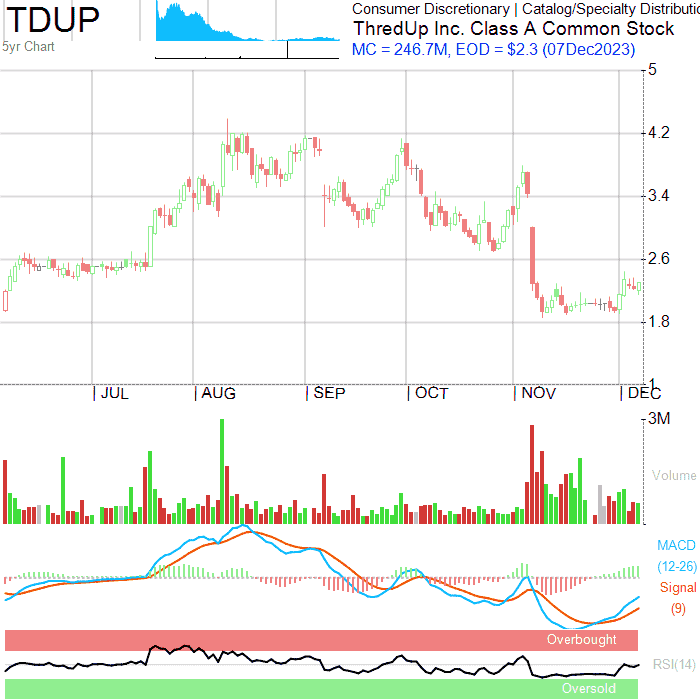 TDUP
5yr Chart
Consumer Discretionary | Catalog/Specialty Distributio
ThredUp Inc. Class A Common Stock
MC = 246.7M, EOD = $2.3 (07Dec2023)
5
4.2
3.4
2.6
1.8
1
JUL AUG SEP OCT NOV DEC
3M
Volume
MACD
(12-26)
Signal
(9)
Overbought
RSI(14)
Oversold